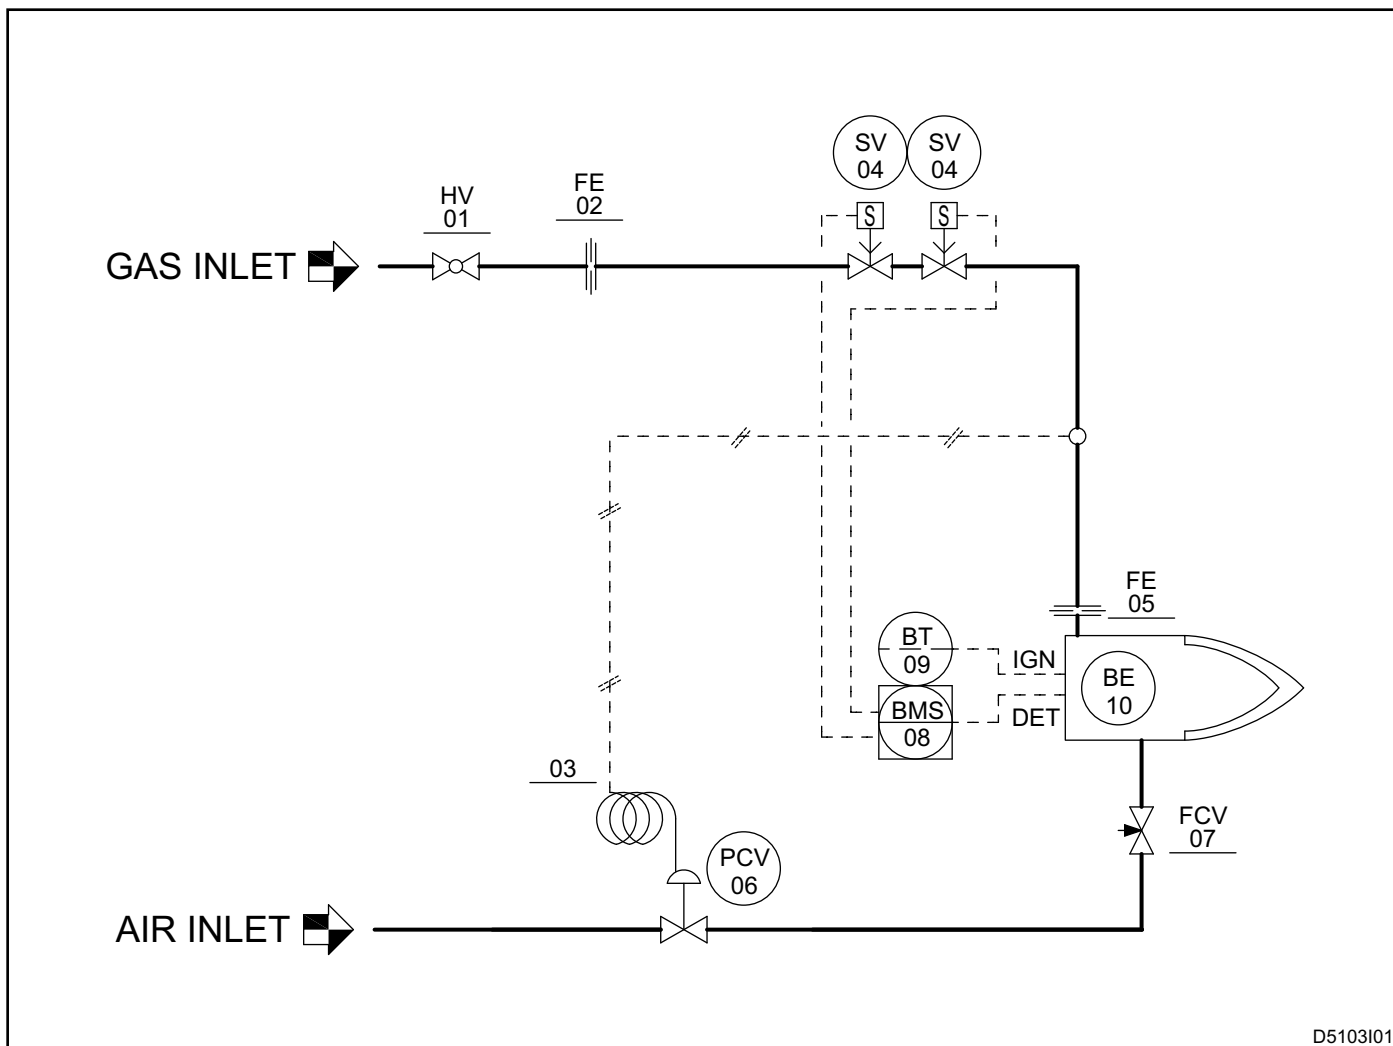 SV
04
SV
04
HV
01
FE
02
S
S
GAS INLET
FE
05
BT
09
IGN
BE
10
BMS
08
DET
03
FCV
07
PCV
06
AIR INLET
D5103I01